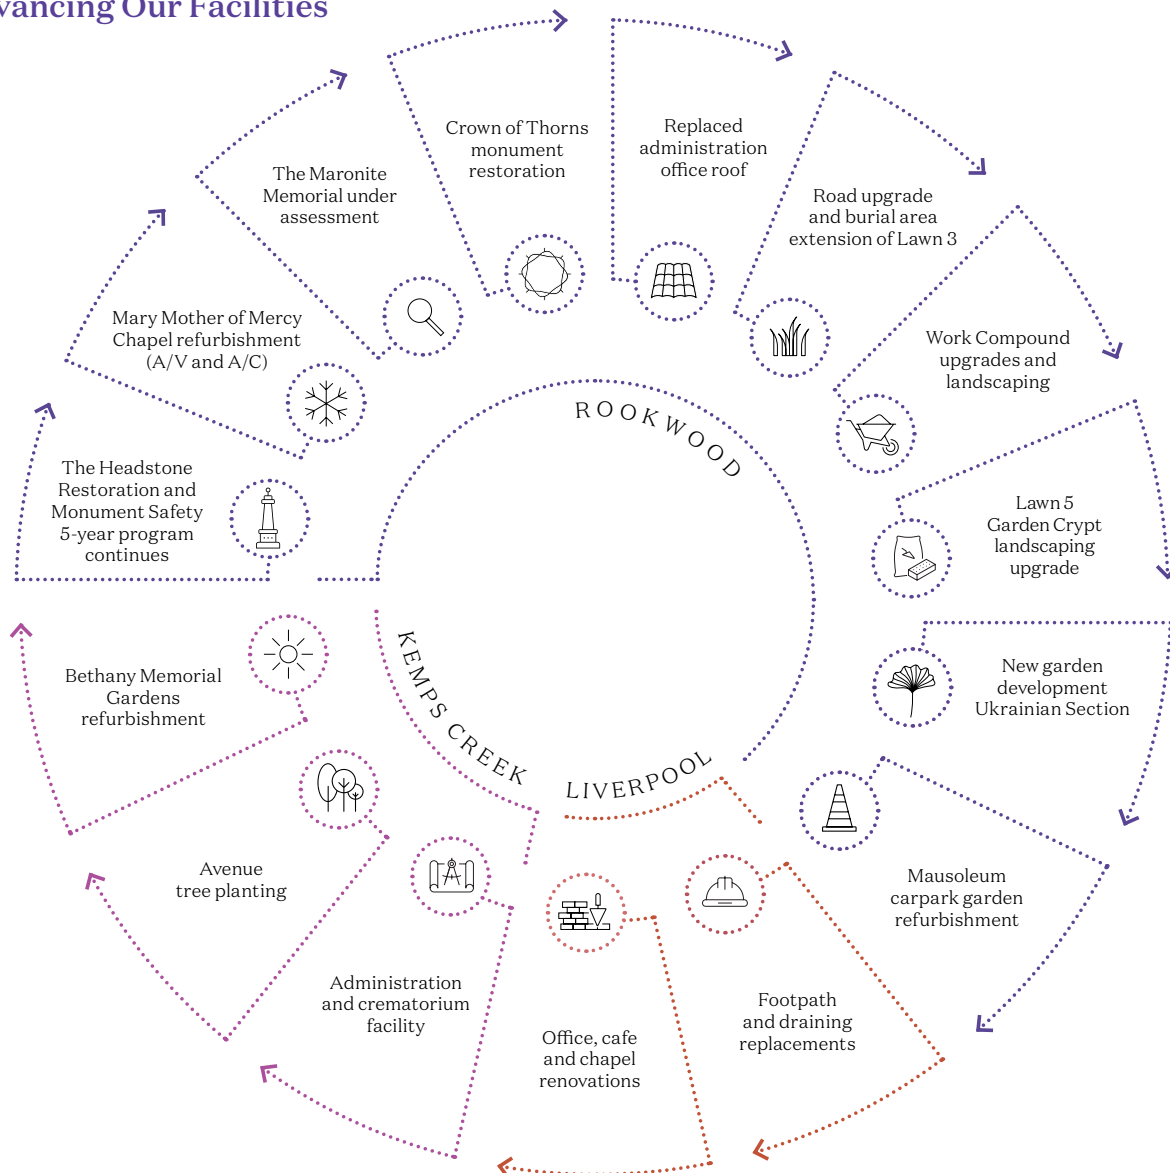 vancing Our Facilities
Crown of Thorns
monument
restoration
Replaced
administration
office roof
The Maronite
Memorial under
assessment
Road upgrade
and burial area
extension of Lawn 3
Mary Mother of Mercy
Chapel refurbishment
(A/V and A/C)
Work Compound
upgrades and
landscaping
ROOKWOOD
The Headstone
Restoration and
Monument Safety
5-year program
continues
Lawn 5
Garden Crypt
landscaping
upgrade
Bethany Memorial
Gardens
refurbishment
New garden
development
Ukrainian Section
KEMPS CREEK
LIVERPOOL
Avenue
tree planting
Mausoleum
carpark garden
refurbishment
Administration
and crematorium
facility
Office, cafe
and chapel
renovations
Footpath
and draining
replacements